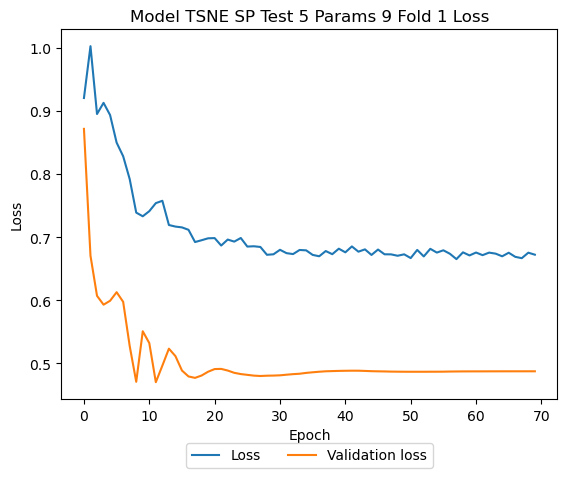 Model TSNE SP Test 5 Params 9 Fold 1 Loss
1.0
0.9
0.8
0.7
0.6
0.5
Loss
0 10 20 30 40 50 60 70
Epoch
Loss Validation loss